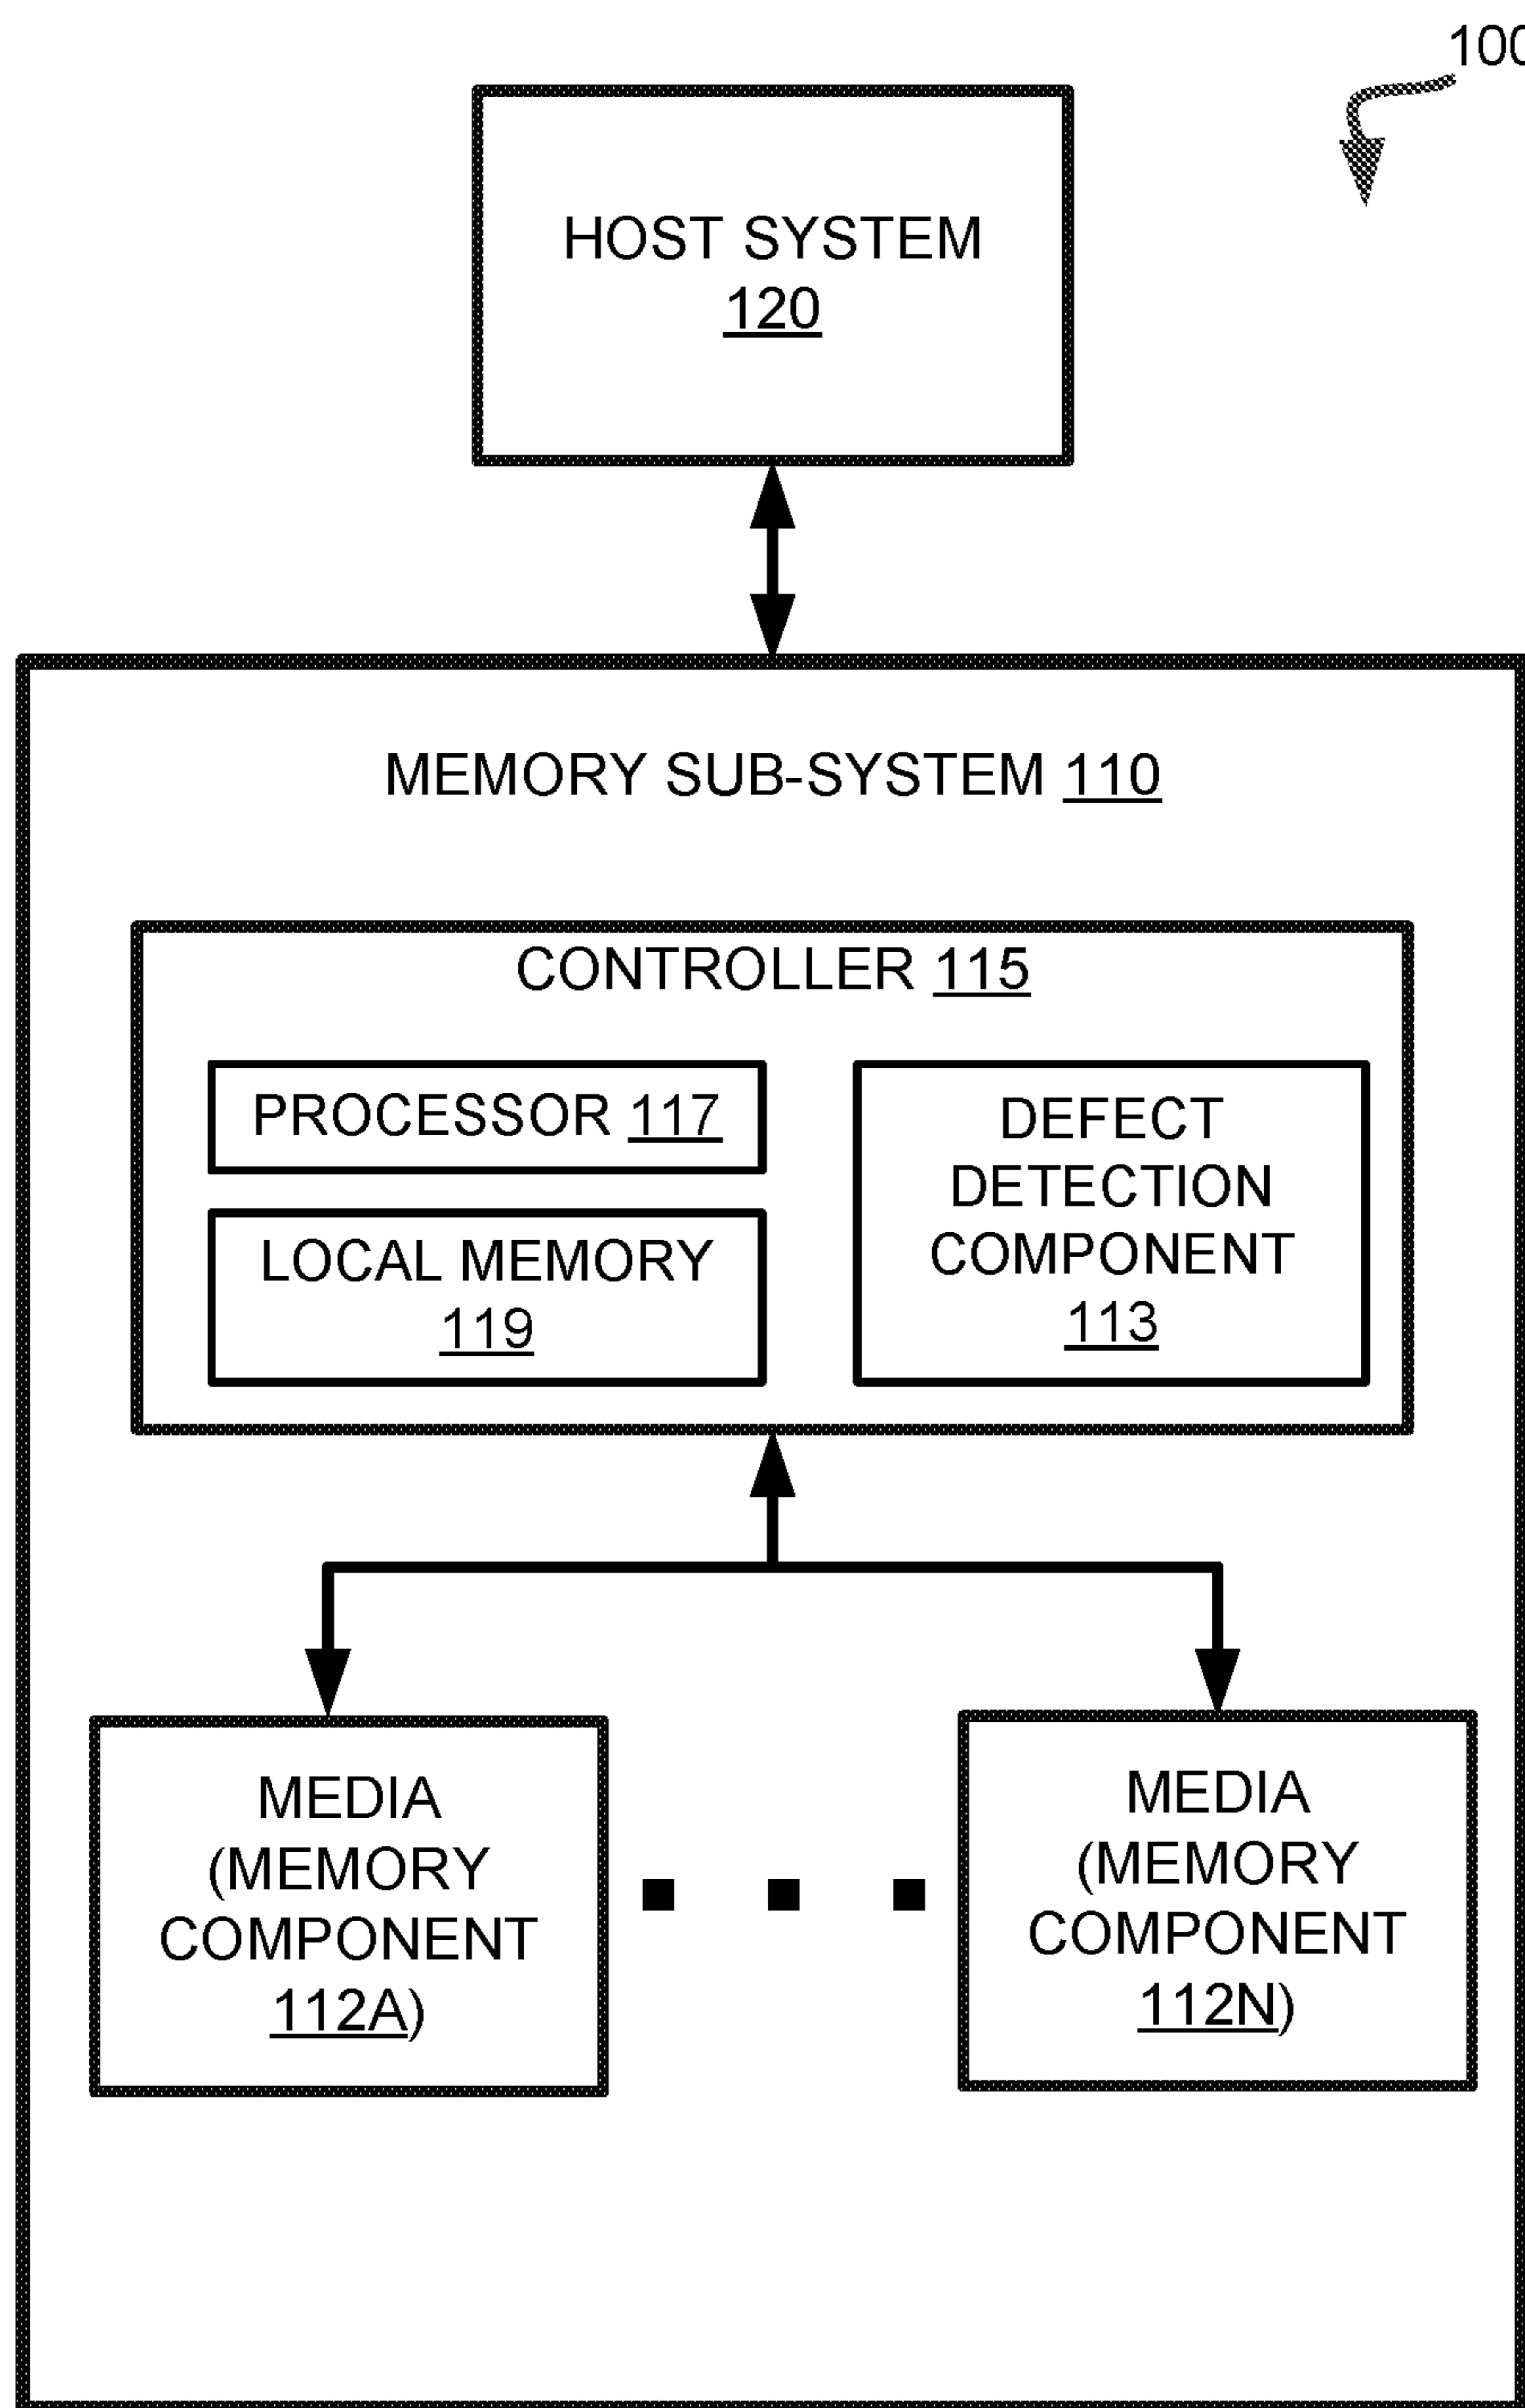 100
HOST SYSTEM
120
MEMORY SUB-SYSTEM 110
CONTROLLER 115
PROCESSOR 117
LOCAL MEMORY
119
DEFECT
DETECTION
COMPONENT
113
MEDIA
(MEMORY
COMPONENT
112A)
MEDIA
(MEMORY
COMPONENT
112N)